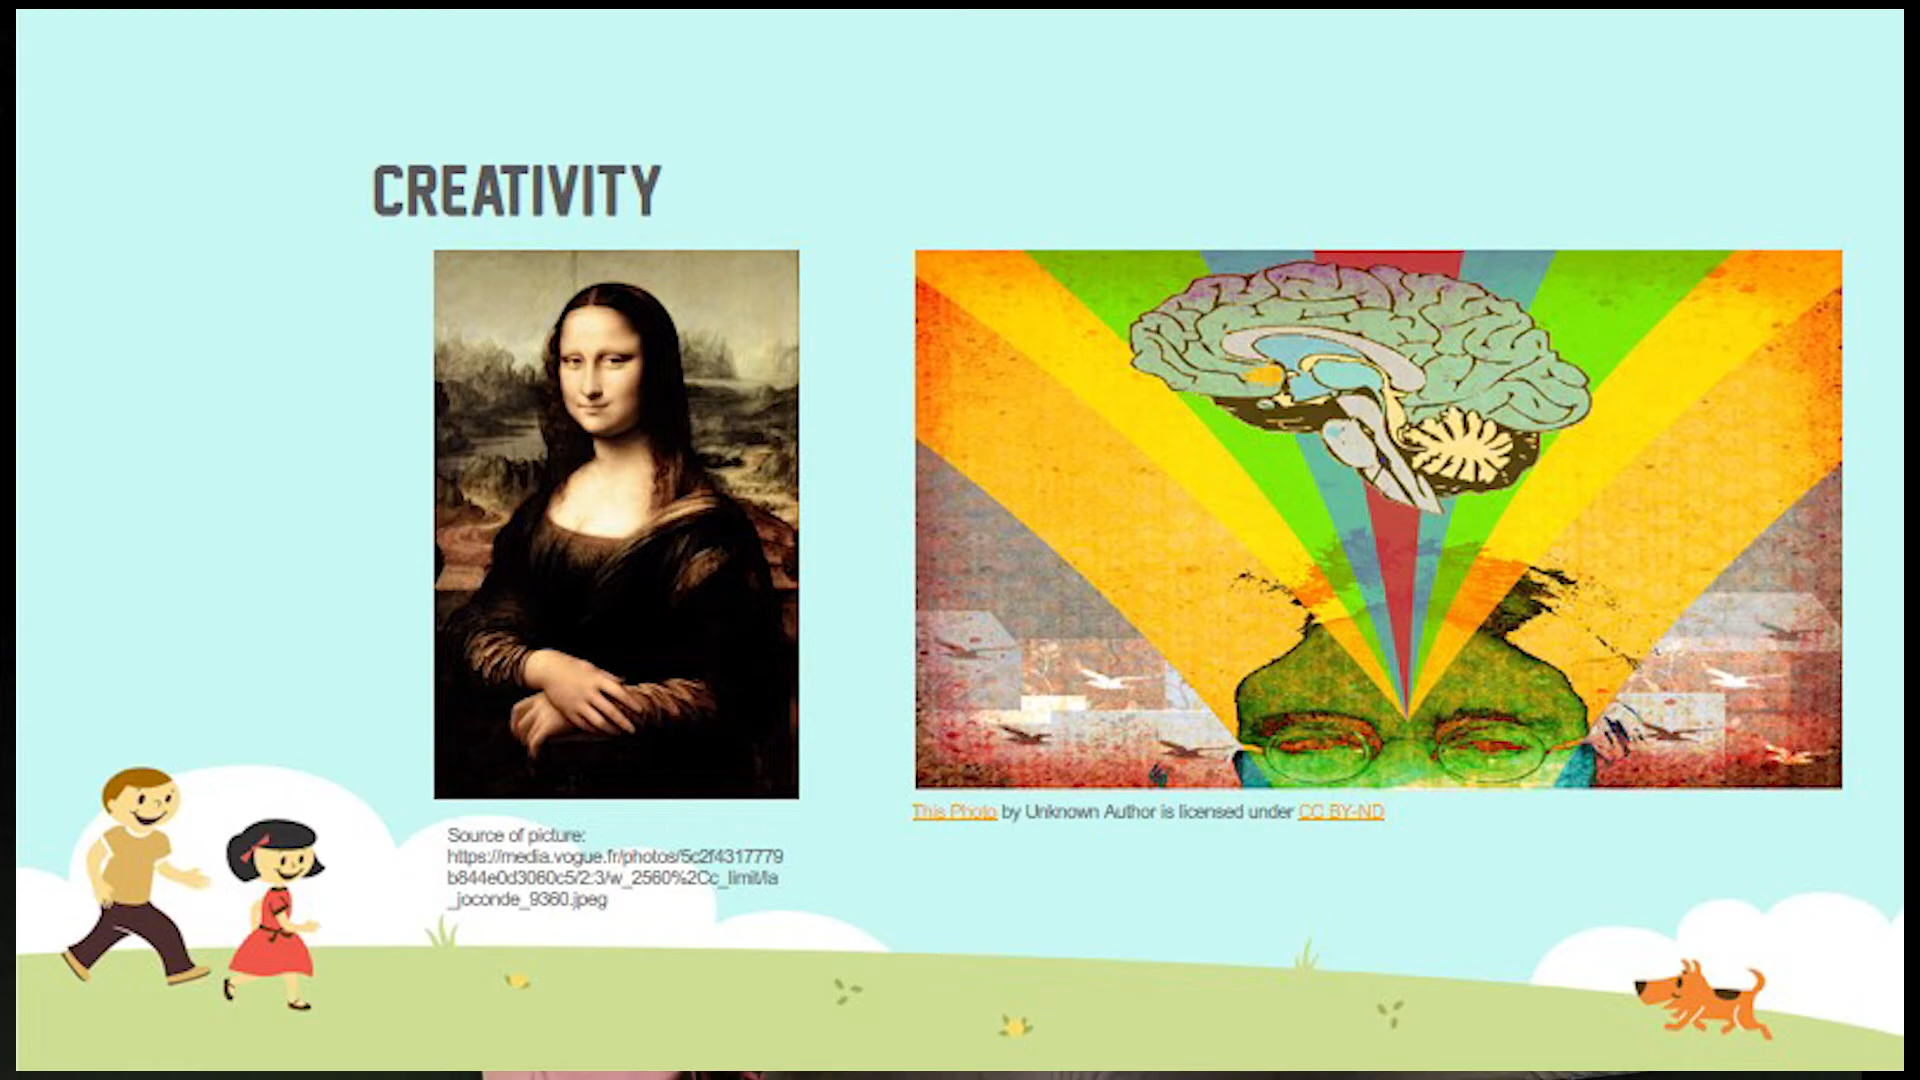 CREATIVITY
This Photo by Unknown Author is licensed under CC BY-ND
Source of picture:
https://media.vogue.fr/photos/5c2f4317779
b844e0d3060c5/2:3/w_2560%2Cc_limit/la
_joconde_9360.jpeg